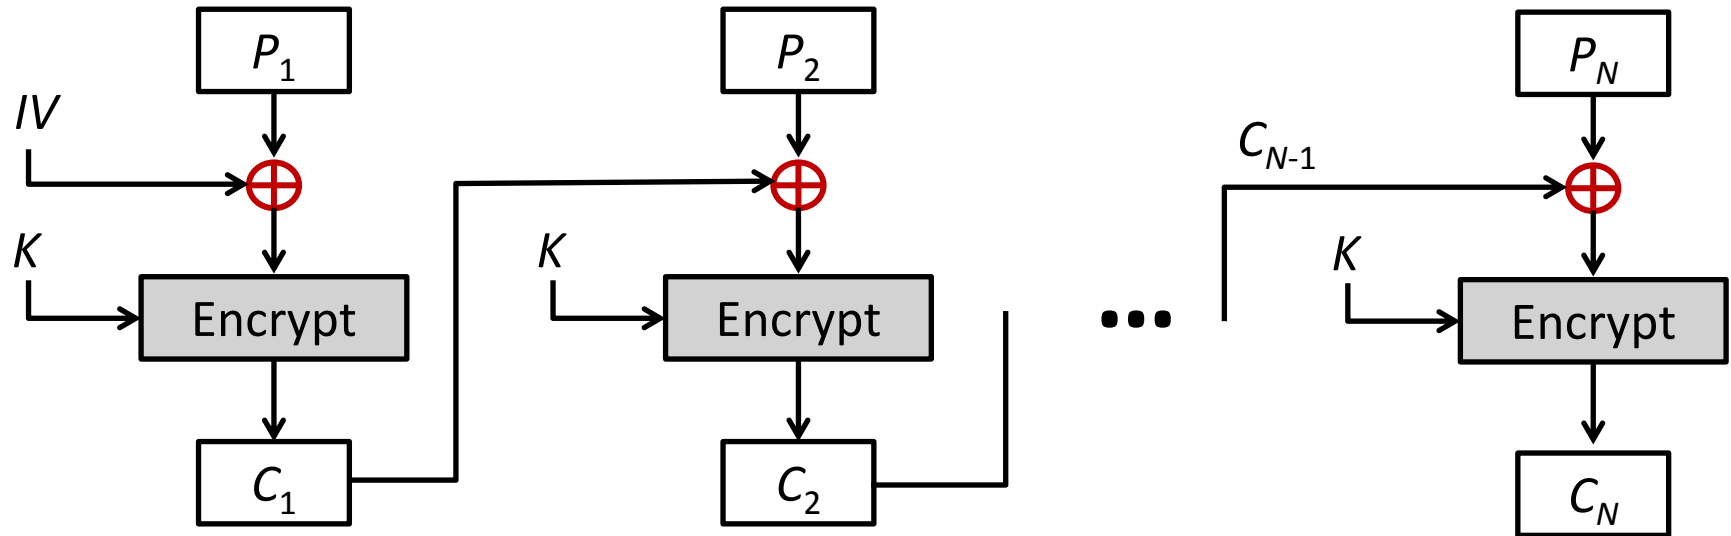 P1 P2 PN
IV
CN-1
K K K
Encrypt Encrypt Encrypt
C1 C2 CN